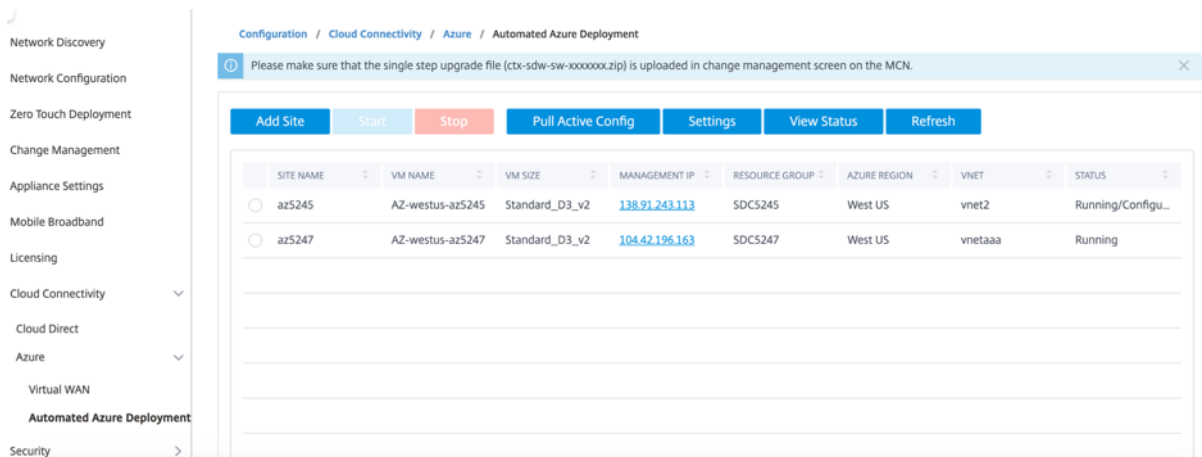 Network Discovery
Network Configuration
Zero Touch Deployment
Change Management
Appliance Settings
Mobile Broadband
Licensing
Cloud Connectivity
Cloud Direct
Azure
Virtual WAN
Automated Azure Deployment
Security
Configuration / Cloud Connectivity / Azure / Automated Azure Deployment
Please make sure that the single step upgrade file (ctx-sdw-sw-xxxxxxx.zip) is uploaded in change management screen on the MCN.
Add Site Start Stop Pull Active Config Settings View Status Refresh
SITE NAME VM NAME VM SIZE MANAGEMENT IP RESOURCE GROUP AZURE REGION VNET STATUS
az5245 AZ-westus-az5245 Standard_D3_v2 138.91.243.113 SDC5245 West US vnet2 Running/Configu...
az5247 AZ-westus-az5247 Standard_D3_v2 104.42.196.163 SDC5247 West US vnetaaa Running